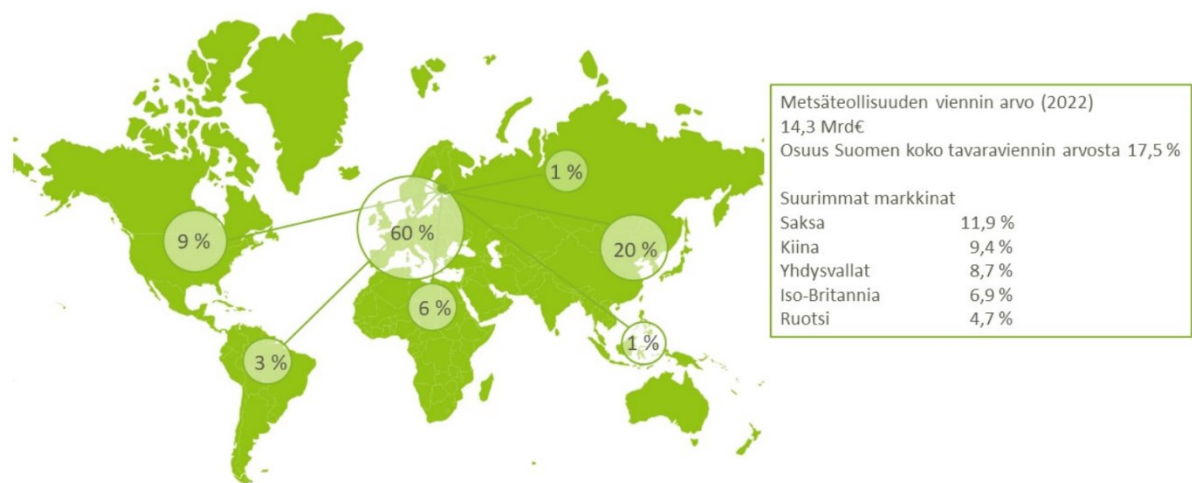 1 %
9 %
60 %
20 %
6 %
1 %
3 %
Metsäteollisuuden viennin arvo (2022)
14,3 Mrd€
Osuus Suomen koko tavaraviennin arvosta 17,5 %
Suurimmat markkinat
Saksa 11,9 %
Kiina 9,4 %
Yhdysvallat 8,7 %
Iso-Britannia 6,9 %
Ruotsi 4,7 %